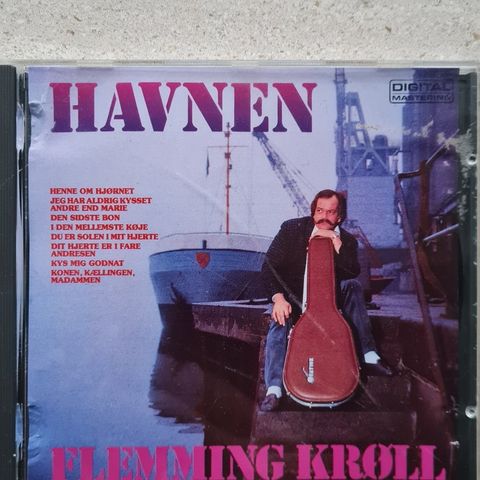 HAVNEN
DIGITAL
MASTERING
HENNE OM HJØRNET
JEG HAR ALDRIG KYSSET
ANDRE END MARIE
DEN SIDSTE BON
I DEN MELLEMSTE KØJE
DU ER SOLEN I MIT HJERTE
DIT HJERTE ER I FARE
ANDRESEN
KYS MIG GODNAT
KONEN, KÆLLINGEN,
MADAMMEN
FLEMMING KRØLL